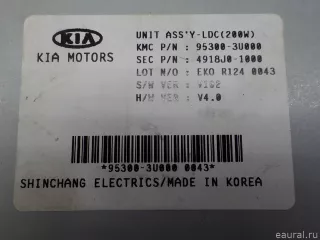 KIA
KIA MOTORS
UNIT ASS'Y-LDC(200W)
KMC P/N : 95300-3U000
SEC P/N : 4918J0-1000
LOT N/O : EKO R124 0043
S/W VER :
H/W VER : V4.0
*95300-3U000 0043*
SHINCHANG ELECTRICS/MADE IN KOREA
eaural.ru